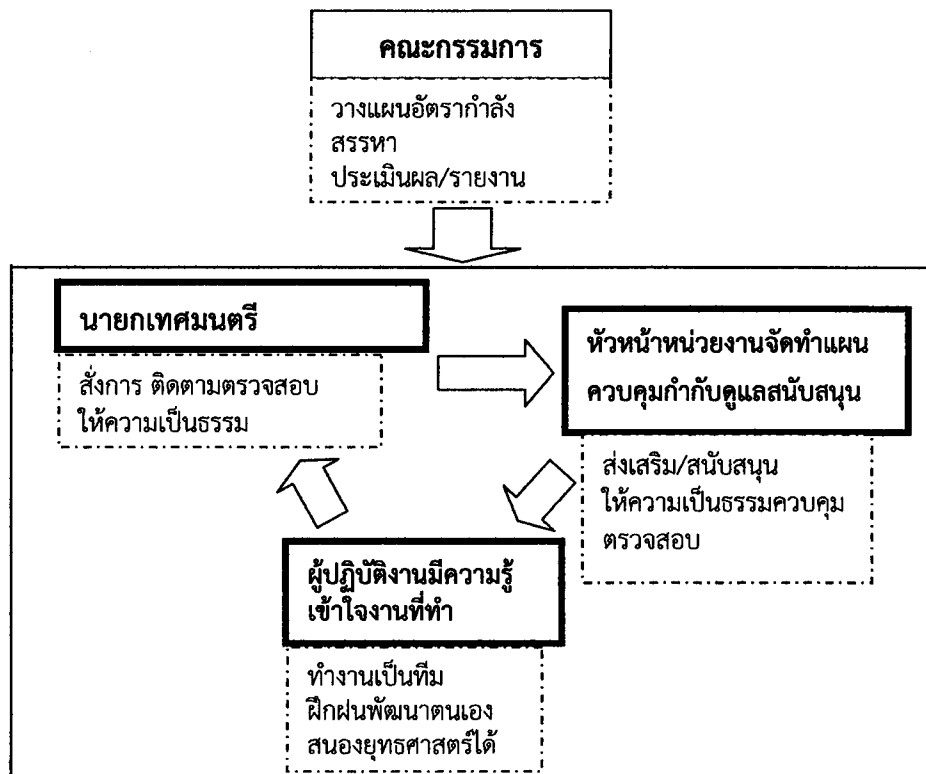 คณะกรรมการ
วางแผนอัตรากำลัง
สรรหา
ประเมินผล/รายงาน
นายกเทศมนตรี
สั่งการ ติดตามตรวจสอบ
ให้ความเป็นธรรม
หัวหน้าหน่วยงานจัดทำแผน
ควบคุมกำกับดูแลสนับสนุน
ส่งเสริม/สนับสนุน
ให้ความเป็นธรรมควบคุม
ตรวจสอบ
ผู้ปฏิบัติงานมีความรู้
เข้าใจงานที่ทำ
ทำงานเป็นทีม
ฝึกฝนพัฒนาตนเอง
สนองยุทธศาสตร์ได้